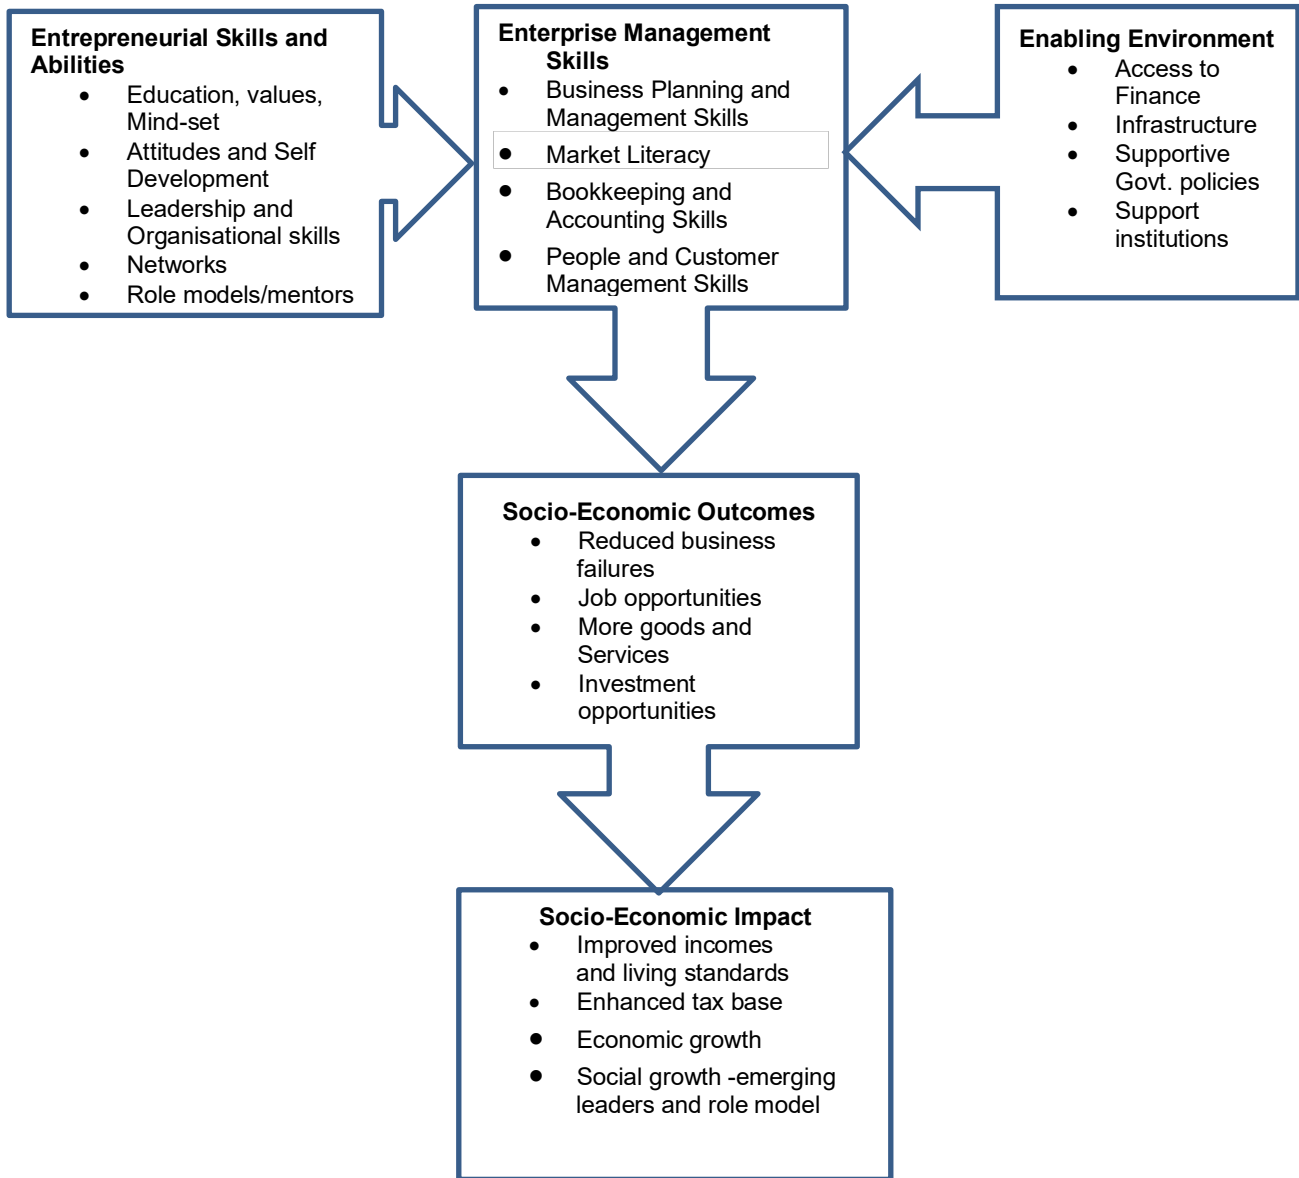 Entrepreneurial Skills and
Abilities
• Education, values,
Mind-set
• Attitudes and Self
Development
• Leadership and
Organisational skills
• Networks
• Role models/mentors
Enterprise Management
Skills
• Business Planning and
Management Skills
• Market Literacy
• Bookkeeping and
Accounting Skills
• People and Customer
Management Skills
Enabling Environment
• Access to
Finance
• Infrastructure
• Supportive
Govt. policies
• Support
institutions
Socio-Economic Outcomes
• Reduced business
failures
• Job opportunities
• More goods and
Services
• Investment
opportunities
Socio-Economic Impact
• Improved incomes
and living standards
• Enhanced tax base
• Economic growth
• Social growth -emerging
leaders and role model